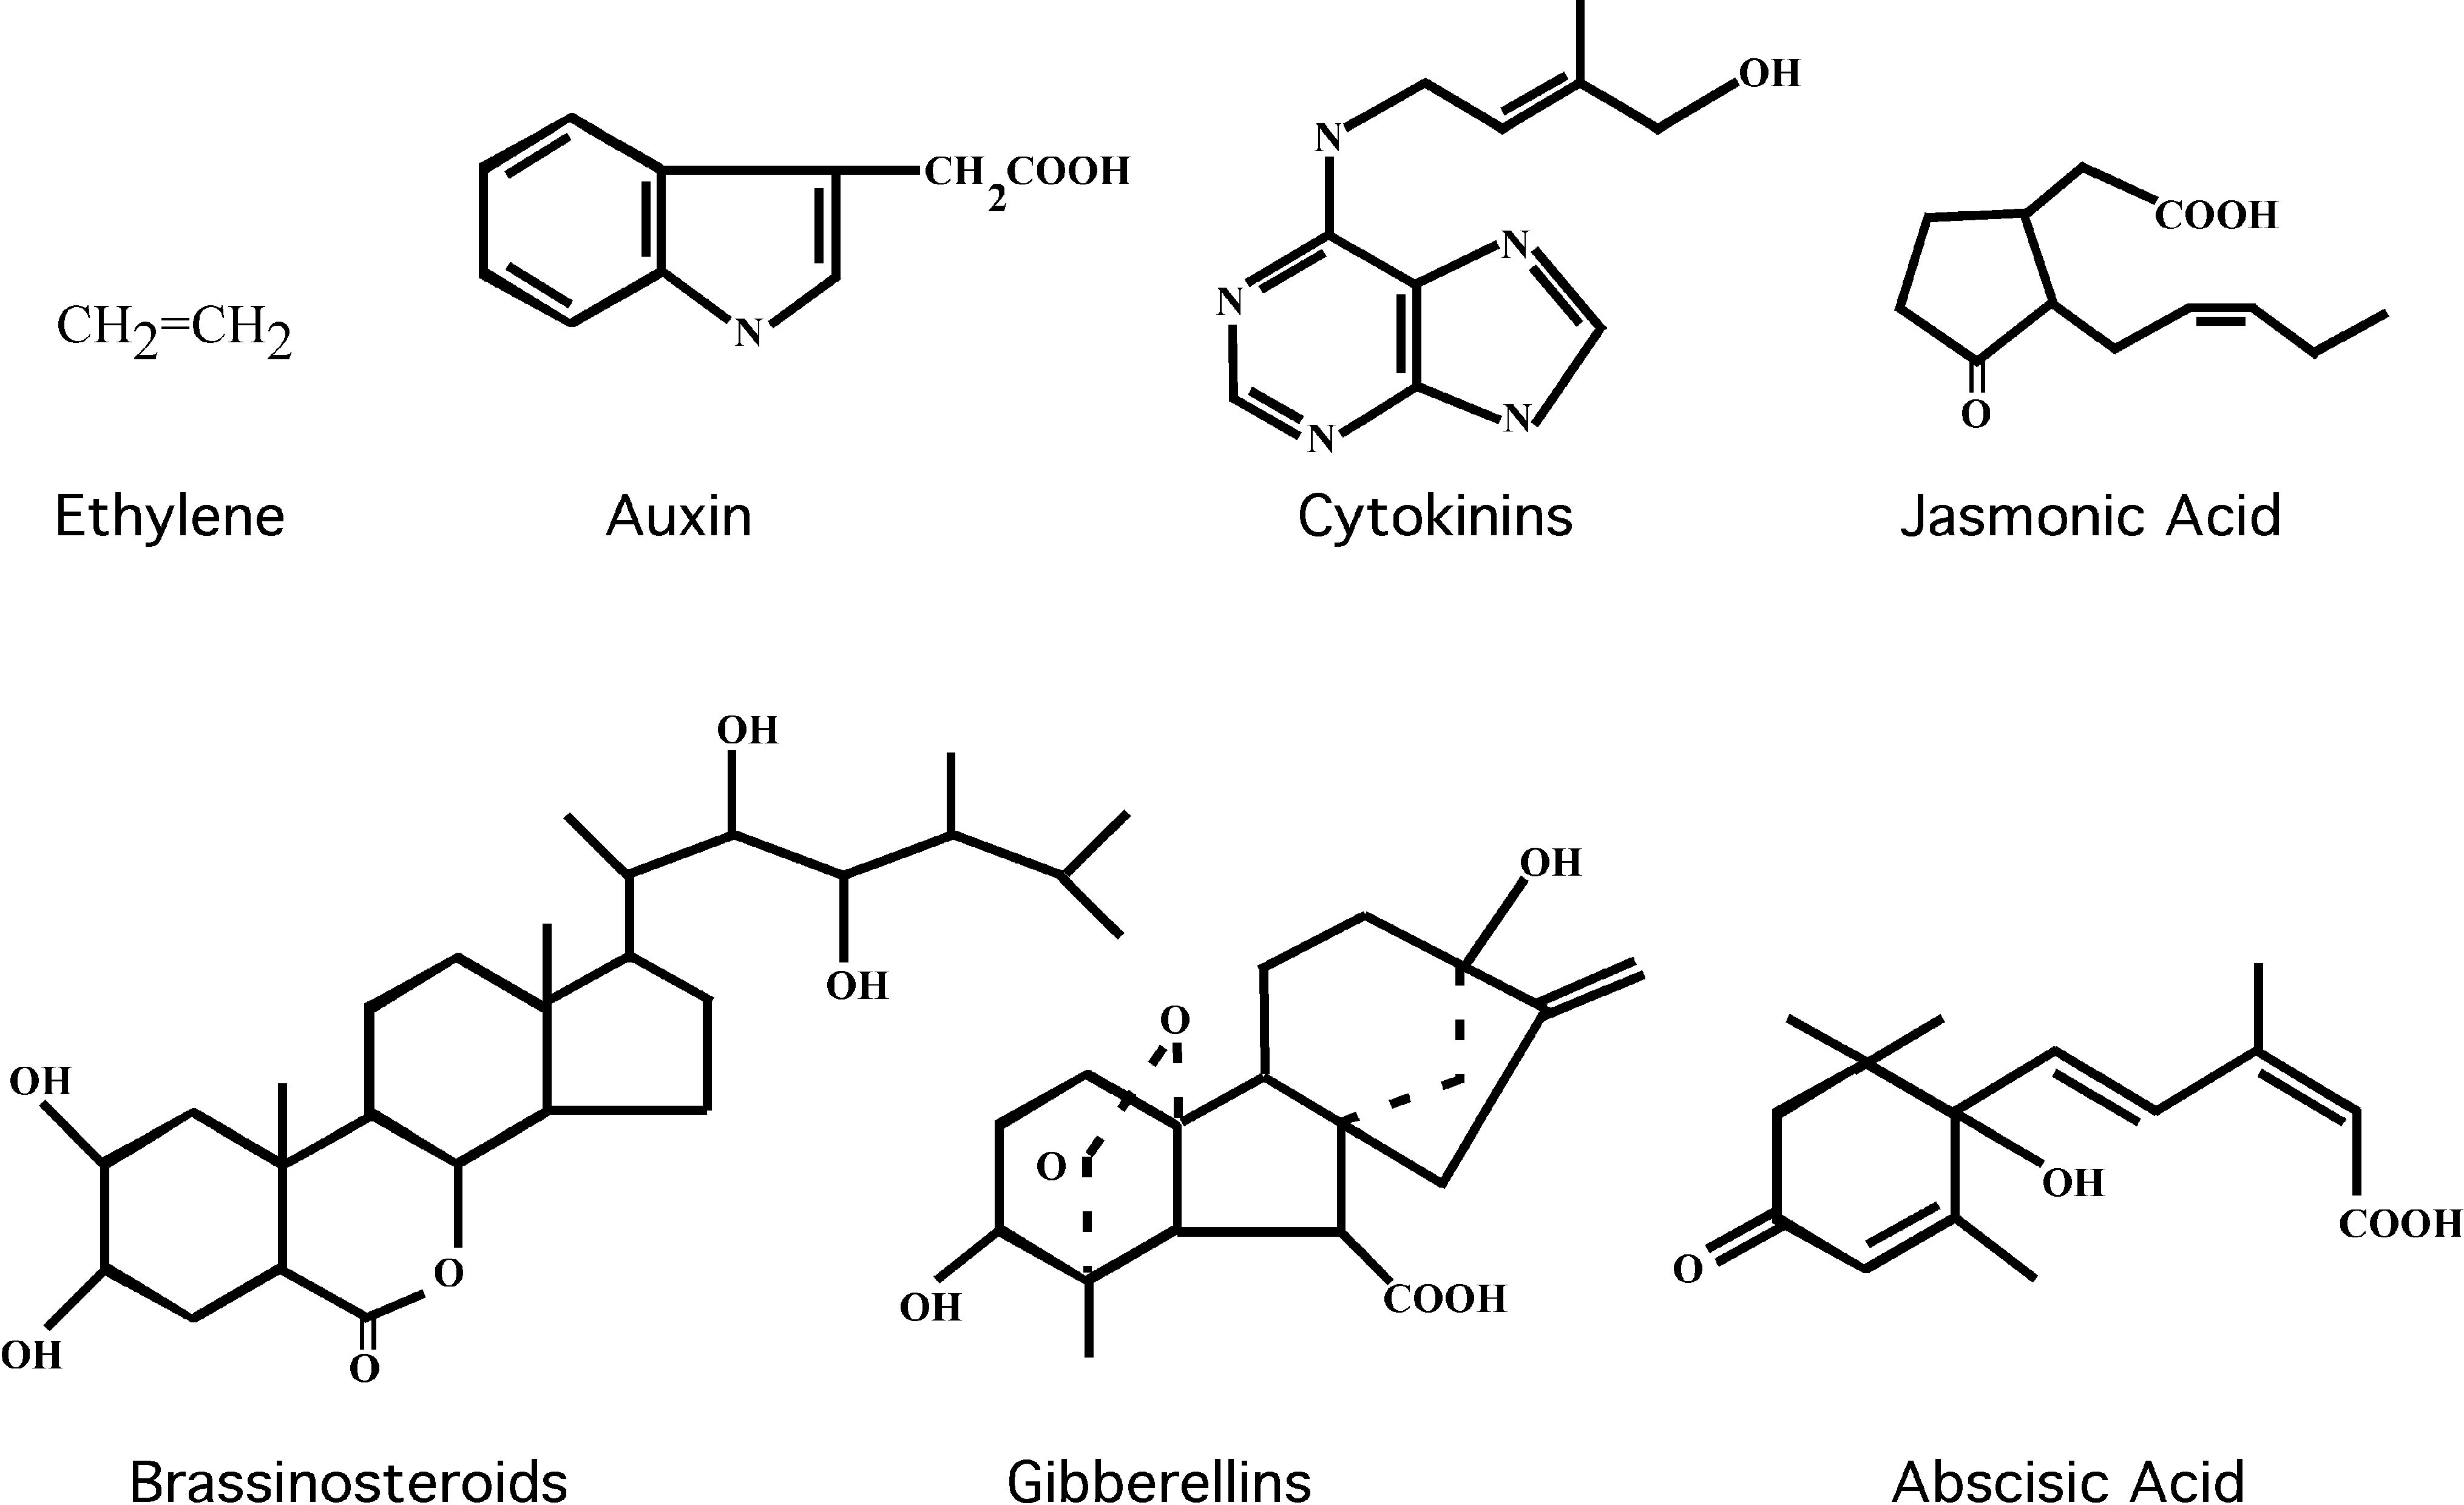 CH2=CH2
Ethylene
CH2COOH
N
Auxin
OH
N
N
N
N
N
Cytokinins
COOH
O
Jasmonic Acid
OH
OH
OH
OH
O
O
Brassinosteroids
OH
O
O
OH
COOH
Gibberellins
OH
COOH
O
Abscisic Acid